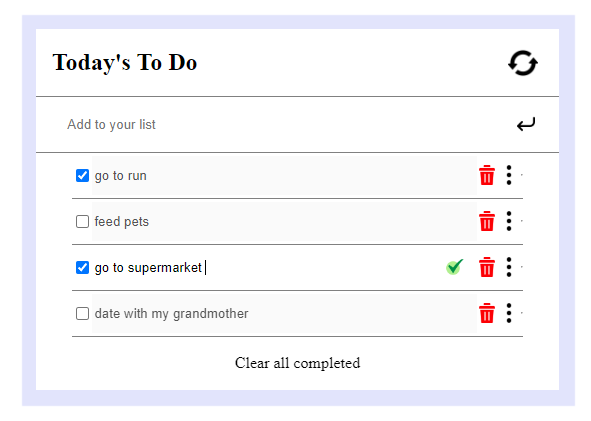 Today's To Do
Add to your list
go to run
feed pets
go to supermarket
date with my grandmother
Clear all completed